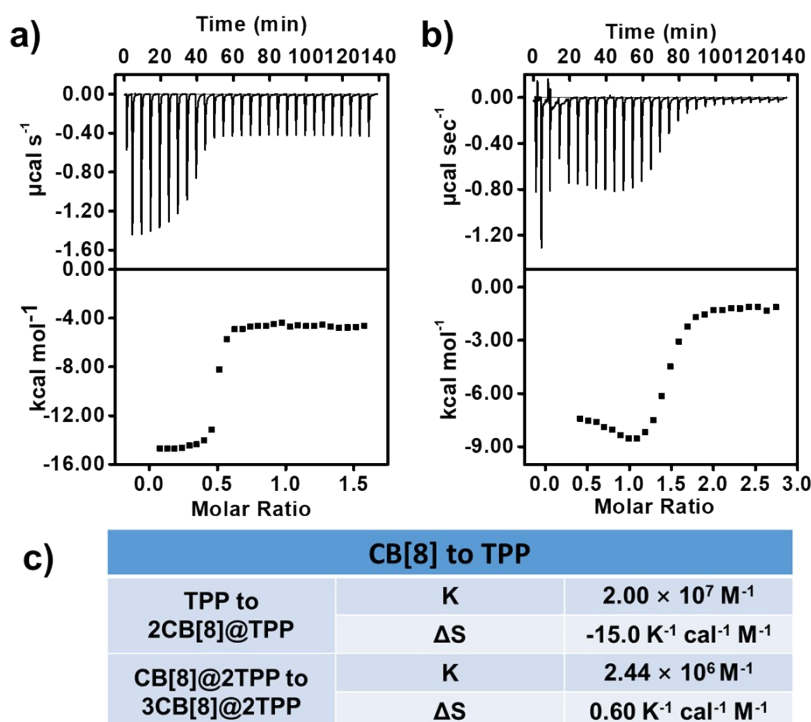 a)
Time (min)
0 20 40 60 80 100 120 140
0.00
-0.40
-0.80
-1.20
-1.60
µcal s⁻¹
0.00
-4.00
-8.00
-12.00
-16.00
kcal mol⁻¹
0.0 0.5 1.0 1.5
Molar Ratio
b)
Time (min)
0 20 40 60 80 100 120 140
0.00
-0.40
-0.80
-1.20
µcal sec⁻¹
0.00
-3.00
-6.00
-9.00
kcal mol⁻¹
0.0 0.5 1.0 1.5 2.0 2.5 3.0
Molar Ratio
c)
CB[8] to TPP
TPP to
2CB[8]@TPP
K
2.00 × 10⁷ M⁻¹
ΔS
-15.0 K⁻¹ cal⁻¹ M⁻¹
CB[8]@2TPP to
3CB[8]@2TPP
K
2.44 × 10⁶ M⁻¹
ΔS
0.60 K⁻¹ cal⁻¹ M⁻¹